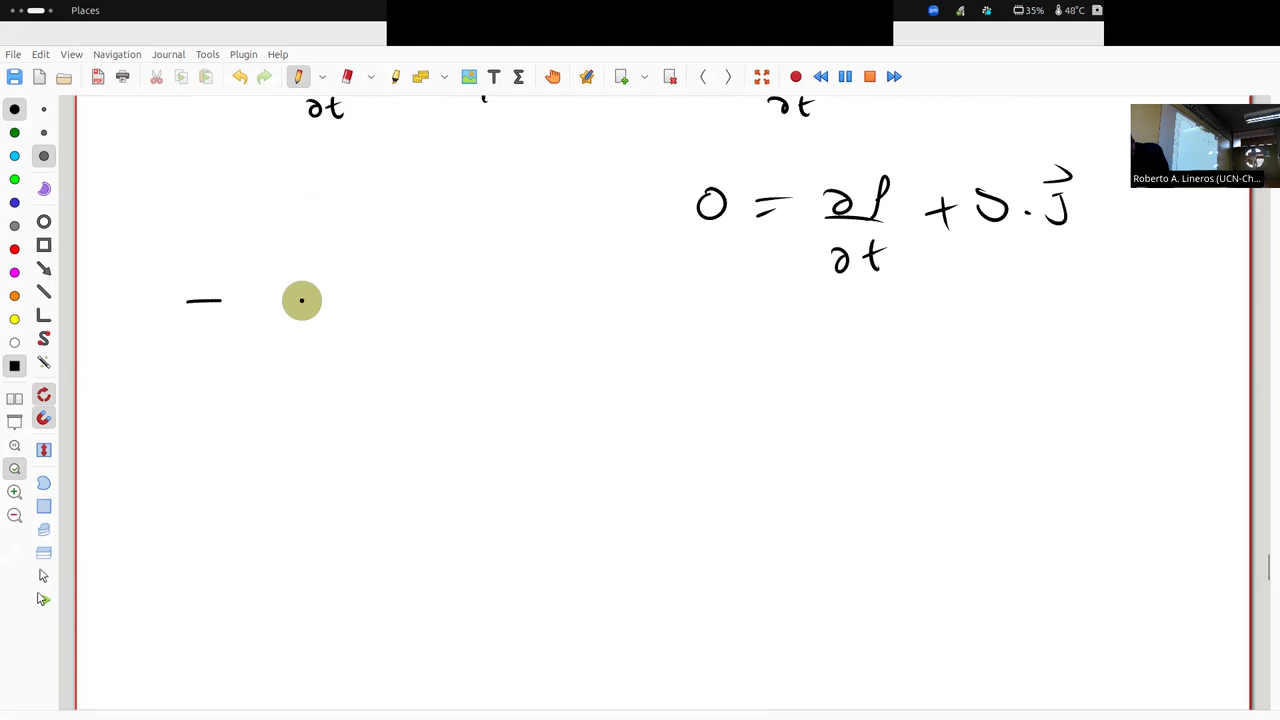 Places
35% 48°C
File Edit View Navigation Journal Tools Plugin Help
∂t ∂t
Roberto A. Lineros (UCN-Ch...
0 = ∂ρ/∂t + ∇·J⃗
—